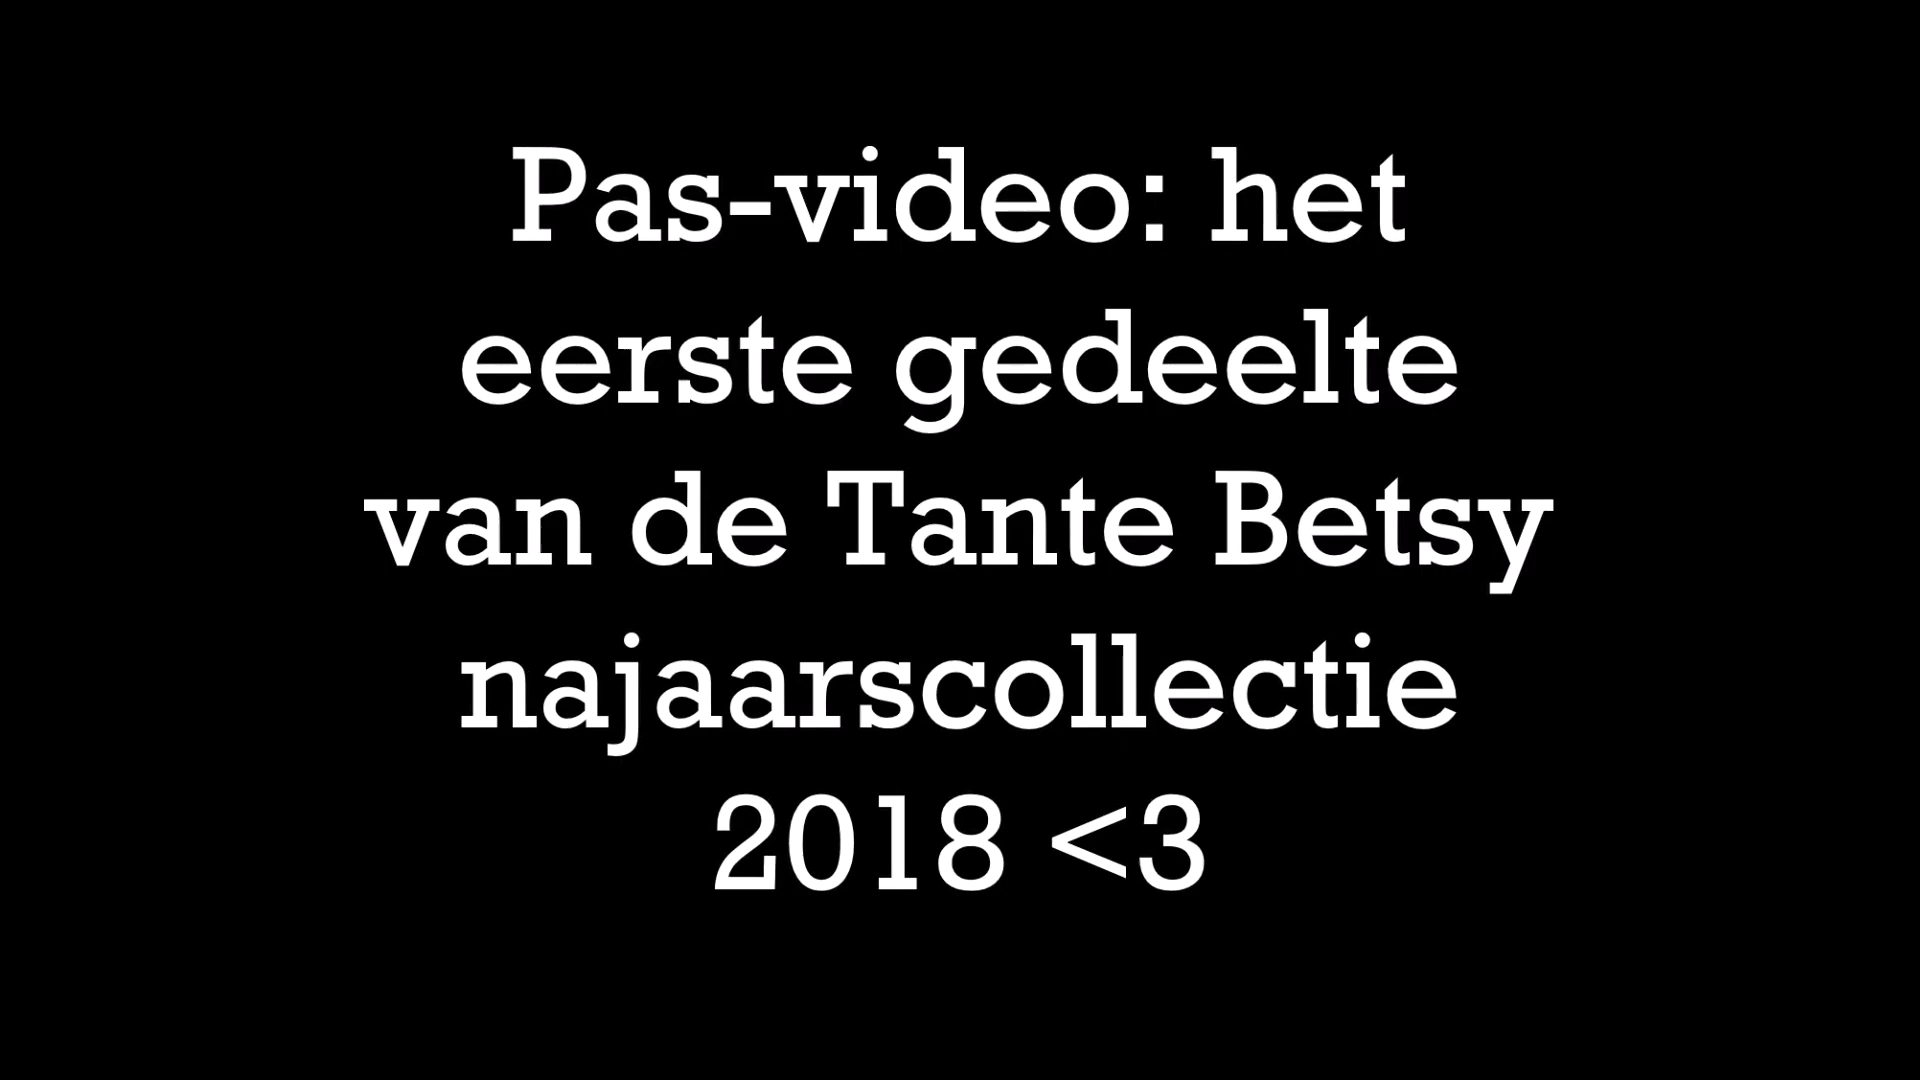 Pas-video: het
eerste gedeelte
van de Tante Betsy
najaarscollectie
2018 <3